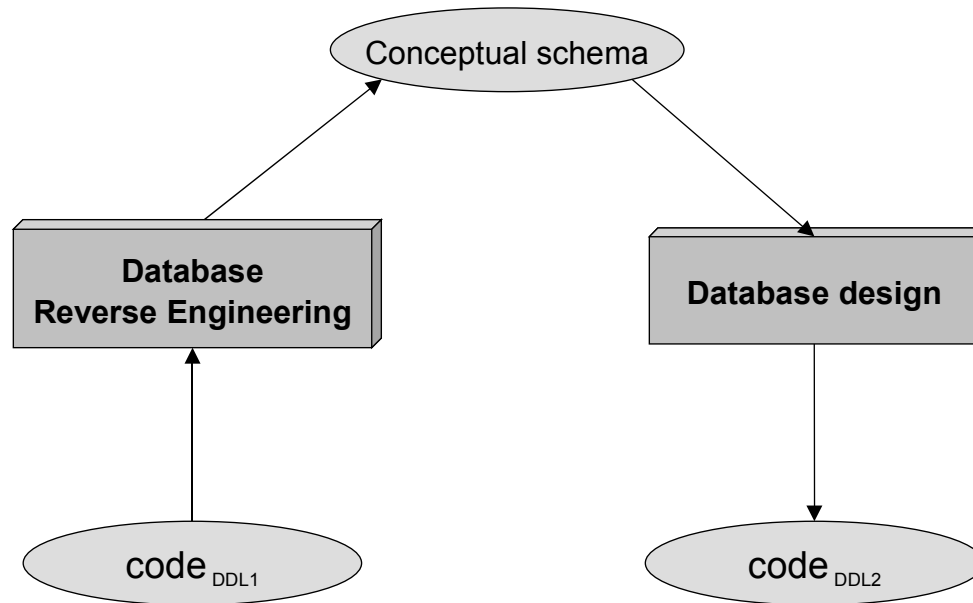 Conceptual schema
Database
Reverse Engineering
Database design
code DDL1
code DDL2